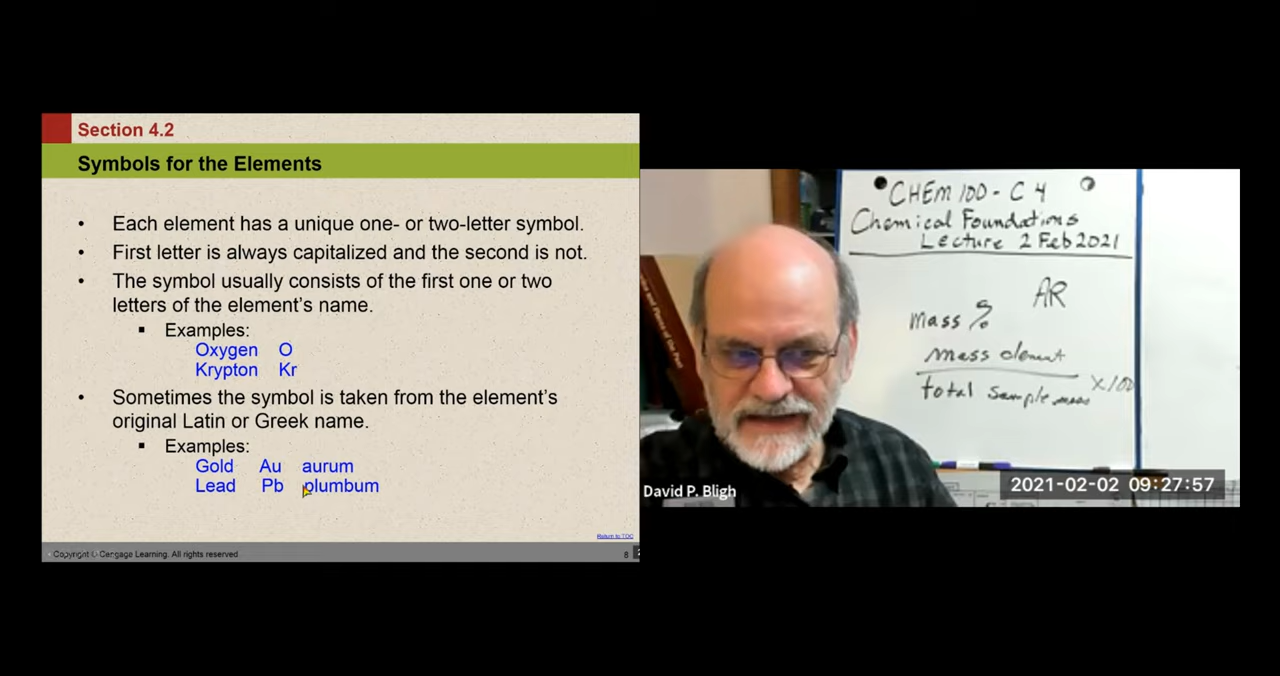 Section 4.2
Symbols for the Elements
• Each element has a unique one- or two-letter symbol.
• First letter is always capitalized and the second is not.
• The symbol usually consists of the first one or two
letters of the element's name.
▪ Examples:
Oxygen O
Krypton Kr
• Sometimes the symbol is taken from the element's
original Latin or Greek name.
▪ Examples:
Gold Au aurum
Lead Pb plumbum
Return to TOC
Copyright © Cengage Learning. All rights reserved
8
CHEM 100 - C 4
Chemical Foundations
Lecture 2 Feb 2021
AR
Mass %
mass element
total sample mass X100
David P. Bligh
2021-02-02 09:27:57